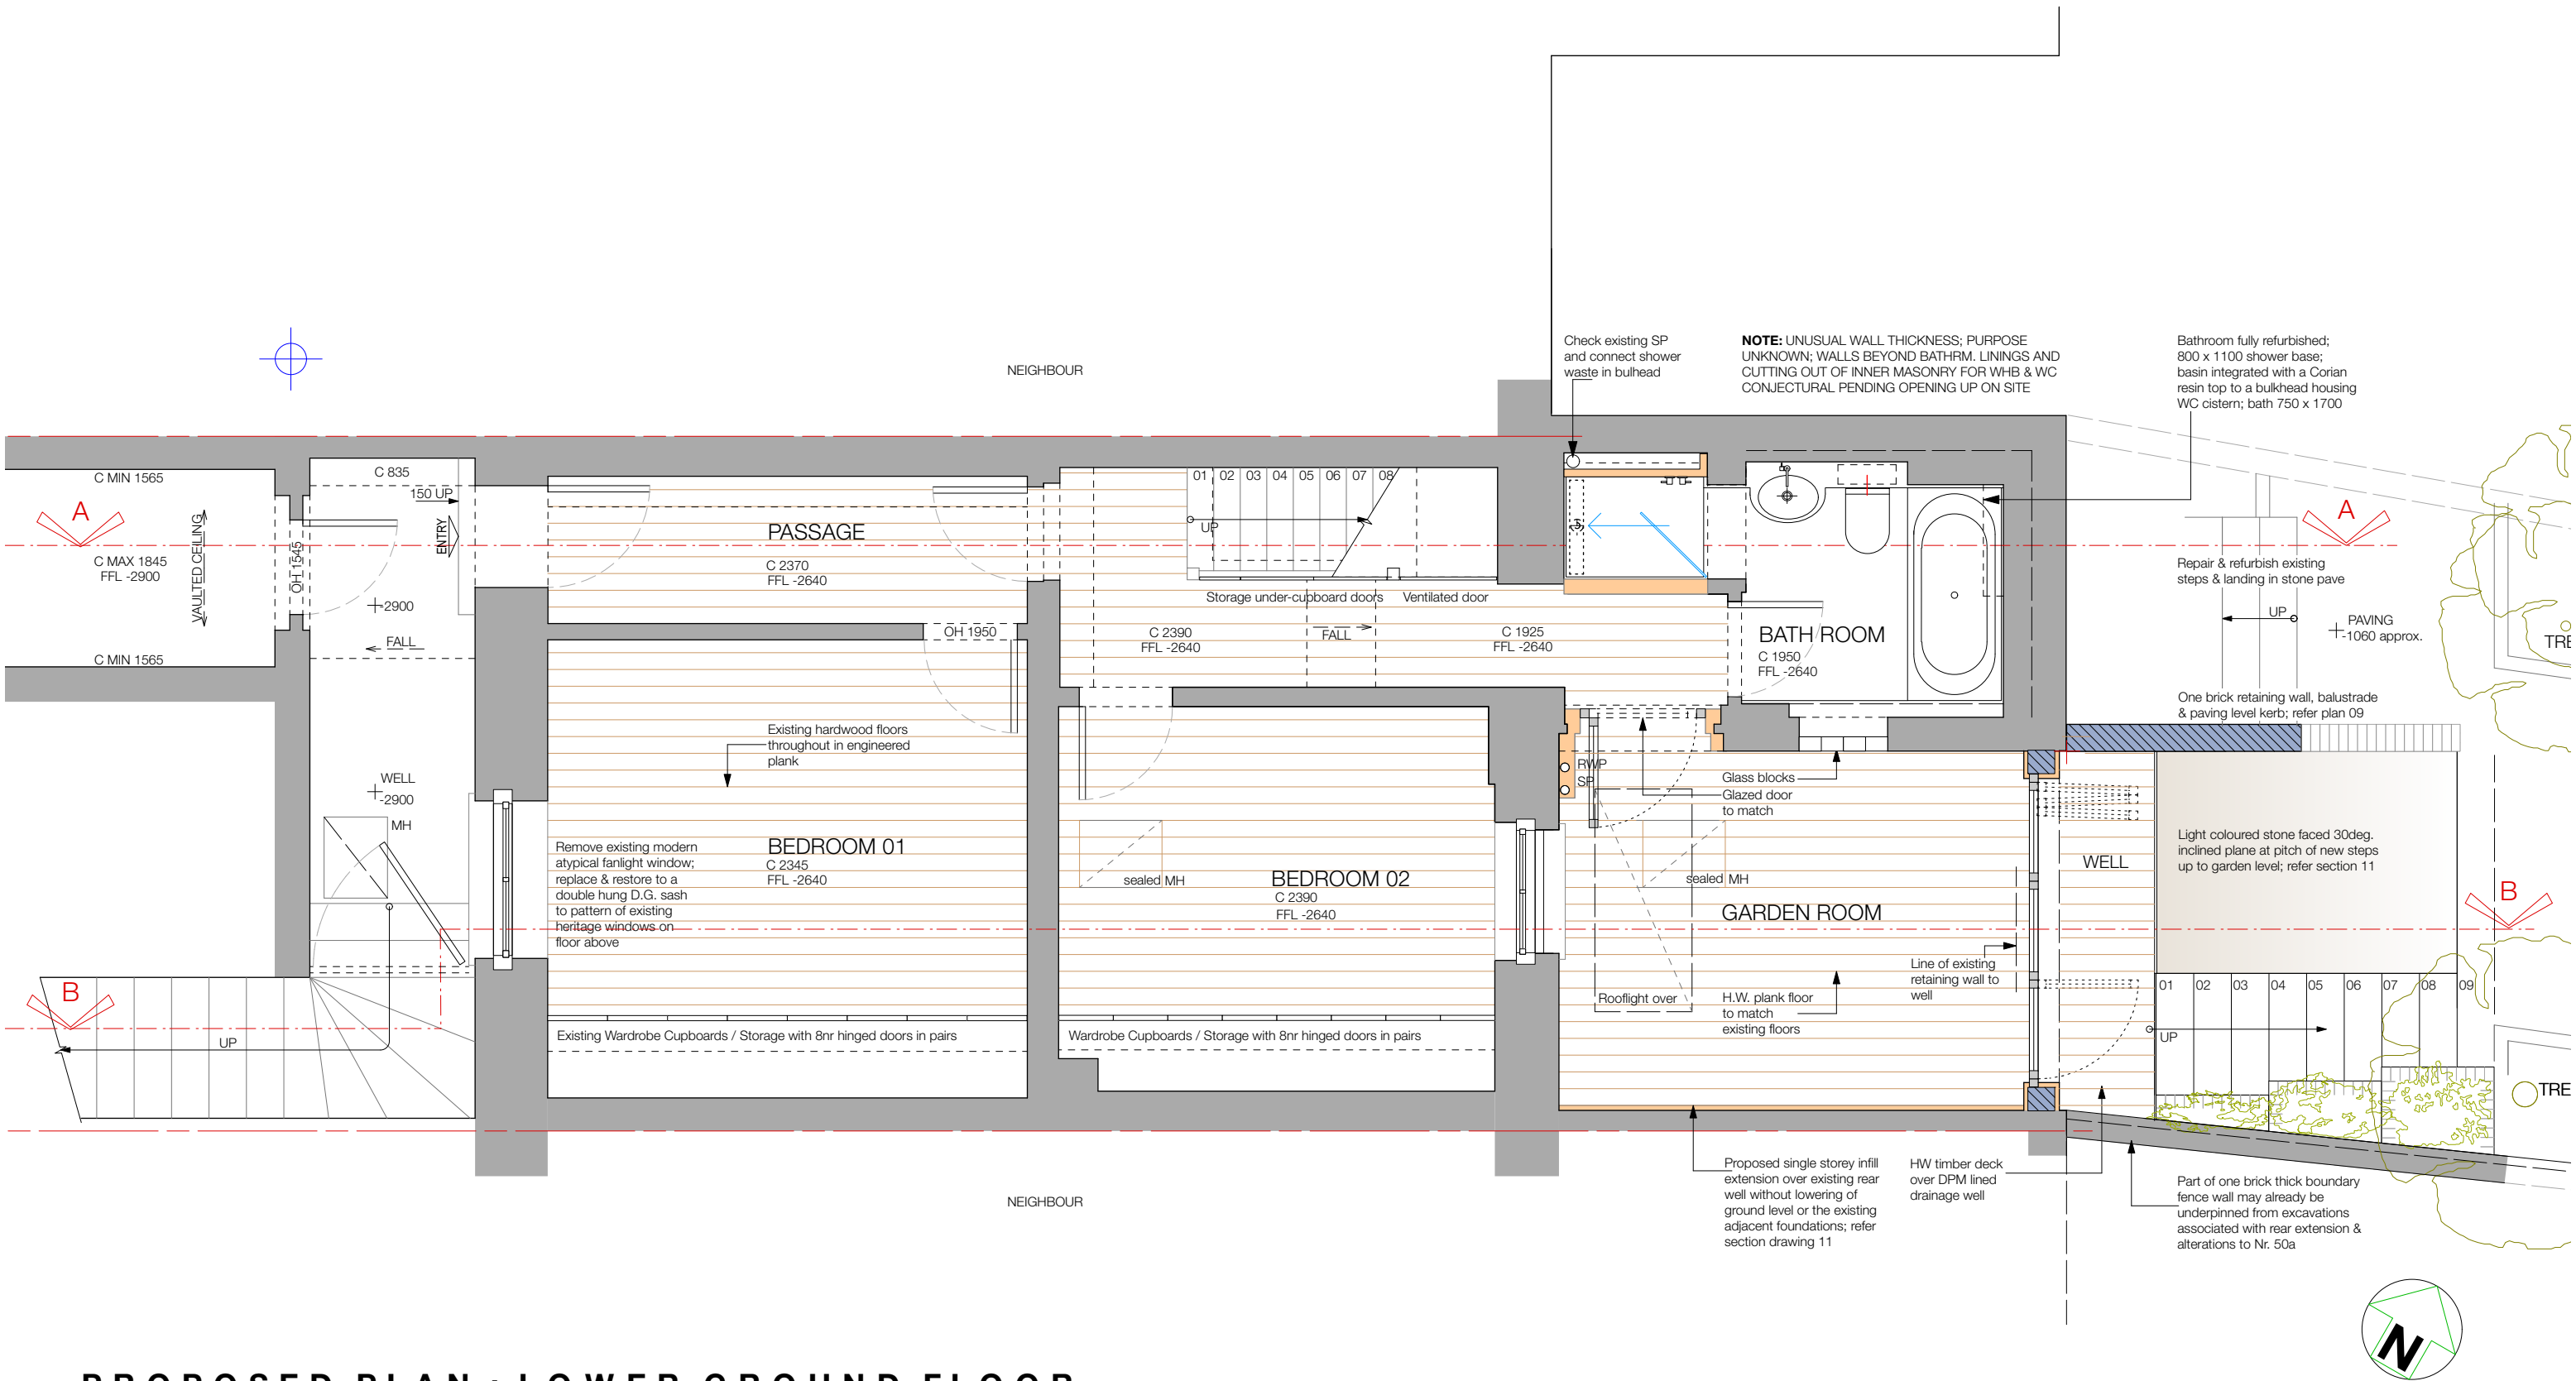 NEIGHBOUR
Check existing SP
and connect shower
waste in bulhead
NOTE: UNUSUAL WALL THICKNESS; PURPOSE
UNKNOWN; WALLS BEYOND BATHRM. LININGS AND
CUTTING OUT OF INNER MASONRY FOR WHB & WC
CONJECTURAL PENDING OPENING UP ON SITE
Bathroom fully refurbished;
800 x 1100 shower base;
basin integrated with a Corian
resin top to a bulkhead housing
WC cistern; bath 750 x 1700
C MIN 1565
A
C MAX 1845
FFL -2900
VAULTED CEILING
OH 1545
C MIN 1565
C 835
150 UP
ENTRY
-2900
FALL
WELL
-2900
MH
B
UP
PASSAGE
C 2370
FFL -2640
OH 1950
Existing hardwood floors
throughout in engineered
plank
Remove existing modern
atypical fanlight window;
replace & restore to a
double hung D.G. sash
to pattern of existing
heritage windows on
floor above
BEDROOM 01
C 2345
FFL -2640
Existing Wardrobe Cupboards / Storage with 8nr hinged doors in pairs
01 02 03 04 05 06 07 08
UP
Storage under-cupboard doors
Ventilated door
C 2390
FFL -2640
FALL
C 1925
FFL -2640
sealed MH
BEDROOM 02
C 2390
FFL -2640
Wardrobe Cupboards / Storage with 8nr hinged doors in pairs
BATH ROOM
C 1950
FFL -2640
RWP
SP
Glass blocks
Glazed door
to match
sealed MH
GARDEN ROOM
Rooflight over
H.W. plank floor
to match
existing floors
Line of existing
retaining wall to
well
A
Repair & refurbish existing
steps & landing in stone pave
UP
PAVING
-1060 approx.
TRE
One brick retaining wall, balustrade
& paving level kerb; refer plan 09
WELL
Light coloured stone faced 30deg.
inclined plane at pitch of new steps
up to garden level; refer section 11
B
01 02 03 04 05 06 07 08 09
UP
TRE
NEIGHBOUR
Proposed single storey infill
extension over existing rear
well without lowering of
ground level or the existing
adjacent foundations; refer
section drawing 11
HW timber deck
over DPM lined
drainage well
Part of one brick thick boundary
fence wall may already be
underpinned from excavations
associated with rear extension &
alterations to Nr. 50a
N
PROPOSED PLAN : LOWER GROUND FLOOR